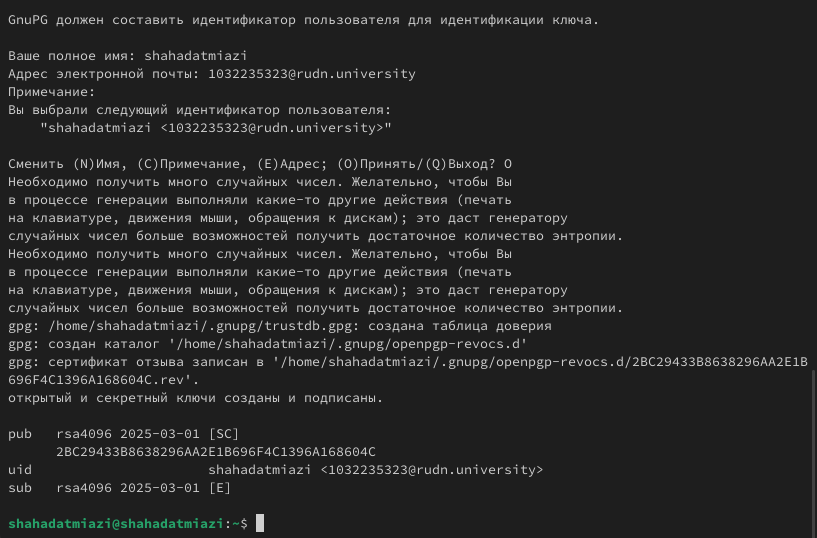 GnuPG должен составить идентификатор пользователя для идентификации ключа.
Ваше полное имя: shahadatmiazi
Адрес электронной почты: 1032235323@rudn.university
Примечание:
Вы выбрали следующий идентификатор пользователя:
    "shahadatmiazi <1032235323@rudn.university>"
Сменить (N)Имя, (C)Примечание, (E)Адрес; (O)Принять/(Q)Выход? O
Необходимо получить много случайных чисел. Желательно, чтобы Вы
в процессе генерации выполняли какие-то другие действия (печать
на клавиатуре, движения мыши, обращения к дискам); это даст генератору
случайных чисел больше возможностей получить достаточное количество энтропии.
Необходимо получить много случайных чисел. Желательно, чтобы Вы
в процессе генерации выполняли какие-то другие действия (печать
на клавиатуре, движения мыши, обращения к дискам); это даст генератору
случайных чисел больше возможностей получить достаточное количество энтропии.
gpg: /home/shahadatmiazi/.gnupg/trustdb.gpg: создана таблица доверия
gpg: создан каталог '/home/shahadatmiazi/.gnupg/openpgp-revocs.d'
gpg: сертификат отзыва записан в '/home/shahadatmiazi/.gnupg/openpgp-revocs.d/2BC29433B8638296AA2E1B
696F4C1396A168604C.rev'.
открытый и секретный ключи созданы и подписаны.
pub   rsa4096 2025-03-01 [SC]
      2BC29433B8638296AA2E1B696F4C1396A168604C
uid                      shahadatmiazi <1032235323@rudn.university>
sub   rsa4096 2025-03-01 [E]
shahadatmiazi@shahadatmiazi:~$